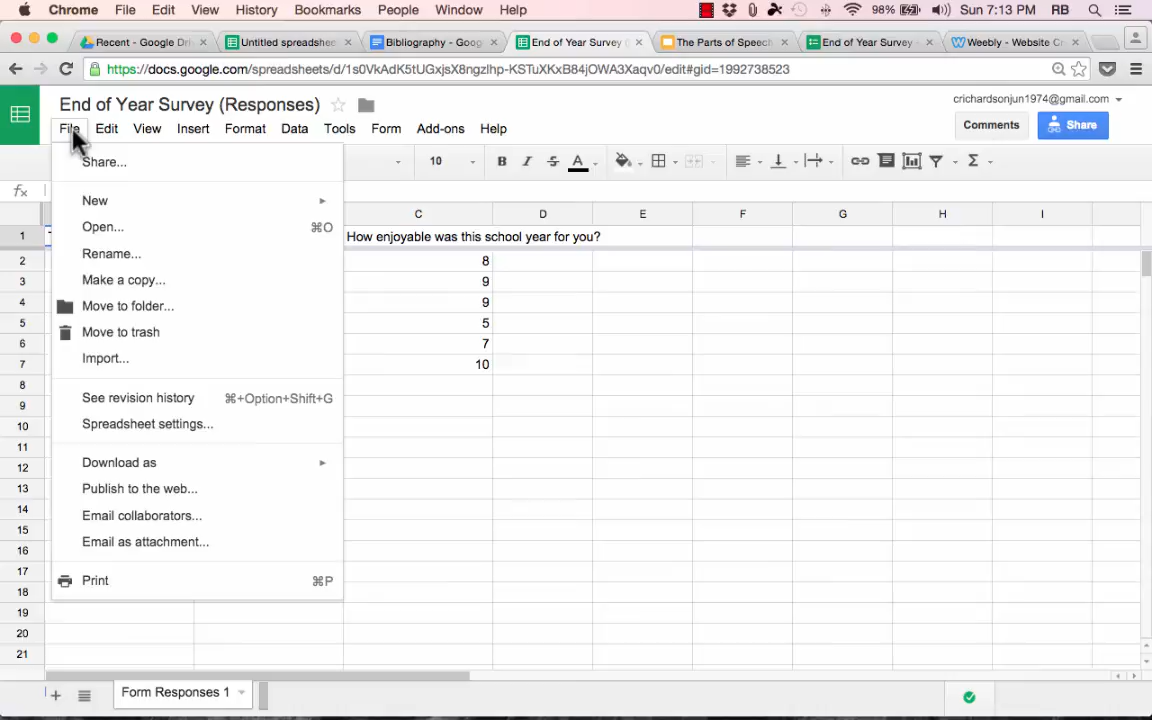 Chrome File Edit View History Bookmarks People Window Help 98% Sun 7:13 PM RB
Recent - Google Dri Untitled spreadshee Bibliography - Goog End of Year Survey The Parts of Speech End of Year Survey Weebly - Website Cr
https://docs.google.com/spreadsheets/d/1s0VkAdK5tUGxjsX8ngzlhp-KSTuXKxB84jOWA3Xaqv0/edit#gid=1992738523
End of Year Survey (Responses)
crichardsonjun1974@gmail.com
File Edit View Insert Format Data Tools Form Add-ons Help
Comments Share
10 B I S A Σ
fx
Share...
New
Open... ⌘O
Rename...
Make a copy...
Move to folder...
Move to trash
Import...
See revision history ⌘+Option+Shift+G
Spreadsheet settings...
Download as
Publish to the web...
Email collaborators...
Email as attachment...
Print ⌘P
C D E F G H I
1 How enjoyable was this school year for you?
2 8
3 9
4 9
5 5
6 7
7 10
8
9
10
11
12
13
14
15
16
17
18
19
20
21
Form Responses 1